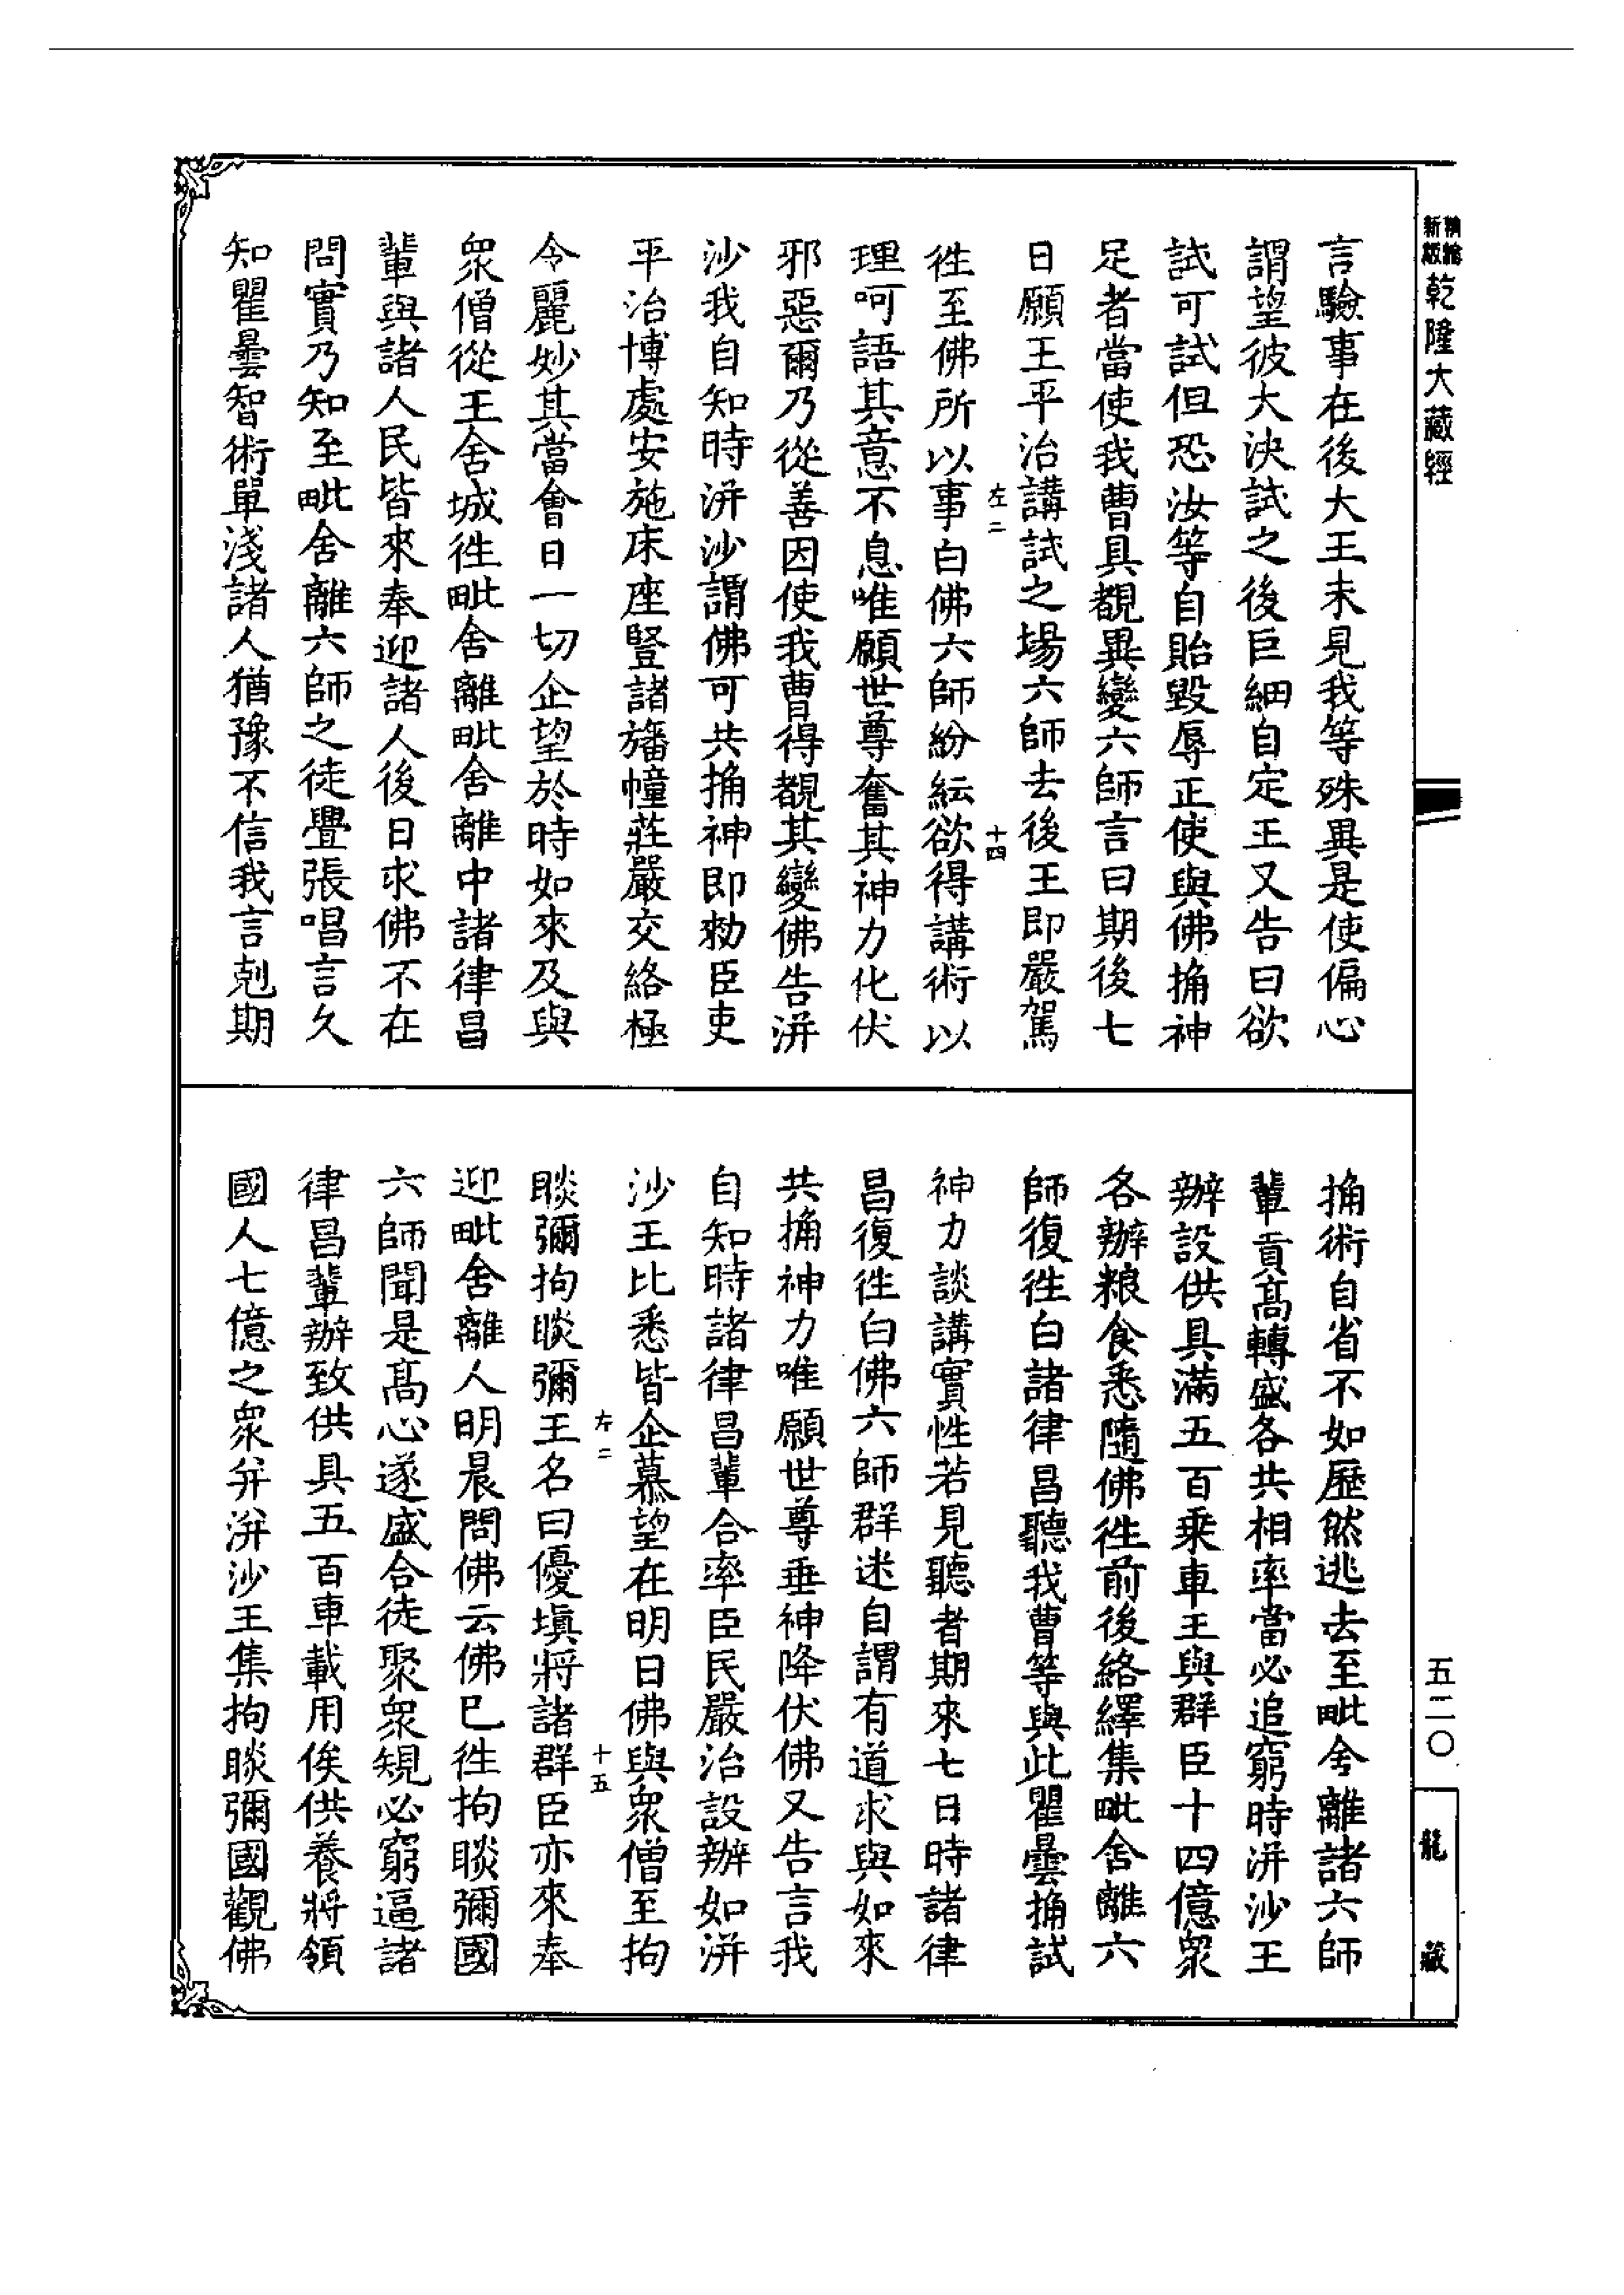 精編
新版
乾隆大藏經
言驗事在後大王未見我等殊異是使偏心
謂望彼大決試之後巨細自定王又告曰欲
試可試但恐汝等自貽毀辱正使與佛捔神
足者當使我曹具覩異變六師言曰期後七
日願王平治講試之場六師去後王即嚴駕
徃至佛所以事白佛六師紛紜欲得講術以
理呵語其意不息唯願世尊奮其神力化伏
邪惡爾乃從善因使我曹得覩其變佛告洴
沙我自知時洴沙謂佛可共捔神即勑臣吏
平治博處安施床座豎諸旛幢莊嚴交絡極
令麗妙其當會日一切企望於時如來及與
衆僧從王舍城徃毗舍離毗舍離中諸律昌
輩與諸人民皆來奉迎諸人後日求佛不在
問實乃知至毗舍離六師之徒疊張唱言久
知瞿曇智術單淺諸人猶豫不信我言剋期
左二
十四
捔術自省不如歷然逃去至毗兮離諸六師
輩貢髙轉盛各共相率當必追窮時洴沙王
辦設供具滿五百乗車王與群臣十四億衆
各辦粮食悉隨佛徃前後絡繹集毗舍離六
師復徃白諸律昌聽我曹等與此瞿曇捔試
神力談講實性若見聽者期來七日時諸律
昌復徃白佛六師群迷自謂有道求與如來
共捔神力唯願世尊垂神降伏佛又告言我
自知時諸律昌輩合率臣民嚴治設辦如洴
沙王比悉皆企慕望在明日佛與衆僧至拘
睒彌拘睒彌王名曰優塡將諸群臣亦來奉
迎毗舍離人明晨問佛云佛巳徃拘睒彌國
六師聞是髙心遂盛合徒聚衆規必窮逼諸
律昌輩辦致供具五百車載用俟供養將領
國人七億之衆并洴沙王集拘睒彌國觀佛
左二
十五
五二〇
龍藏